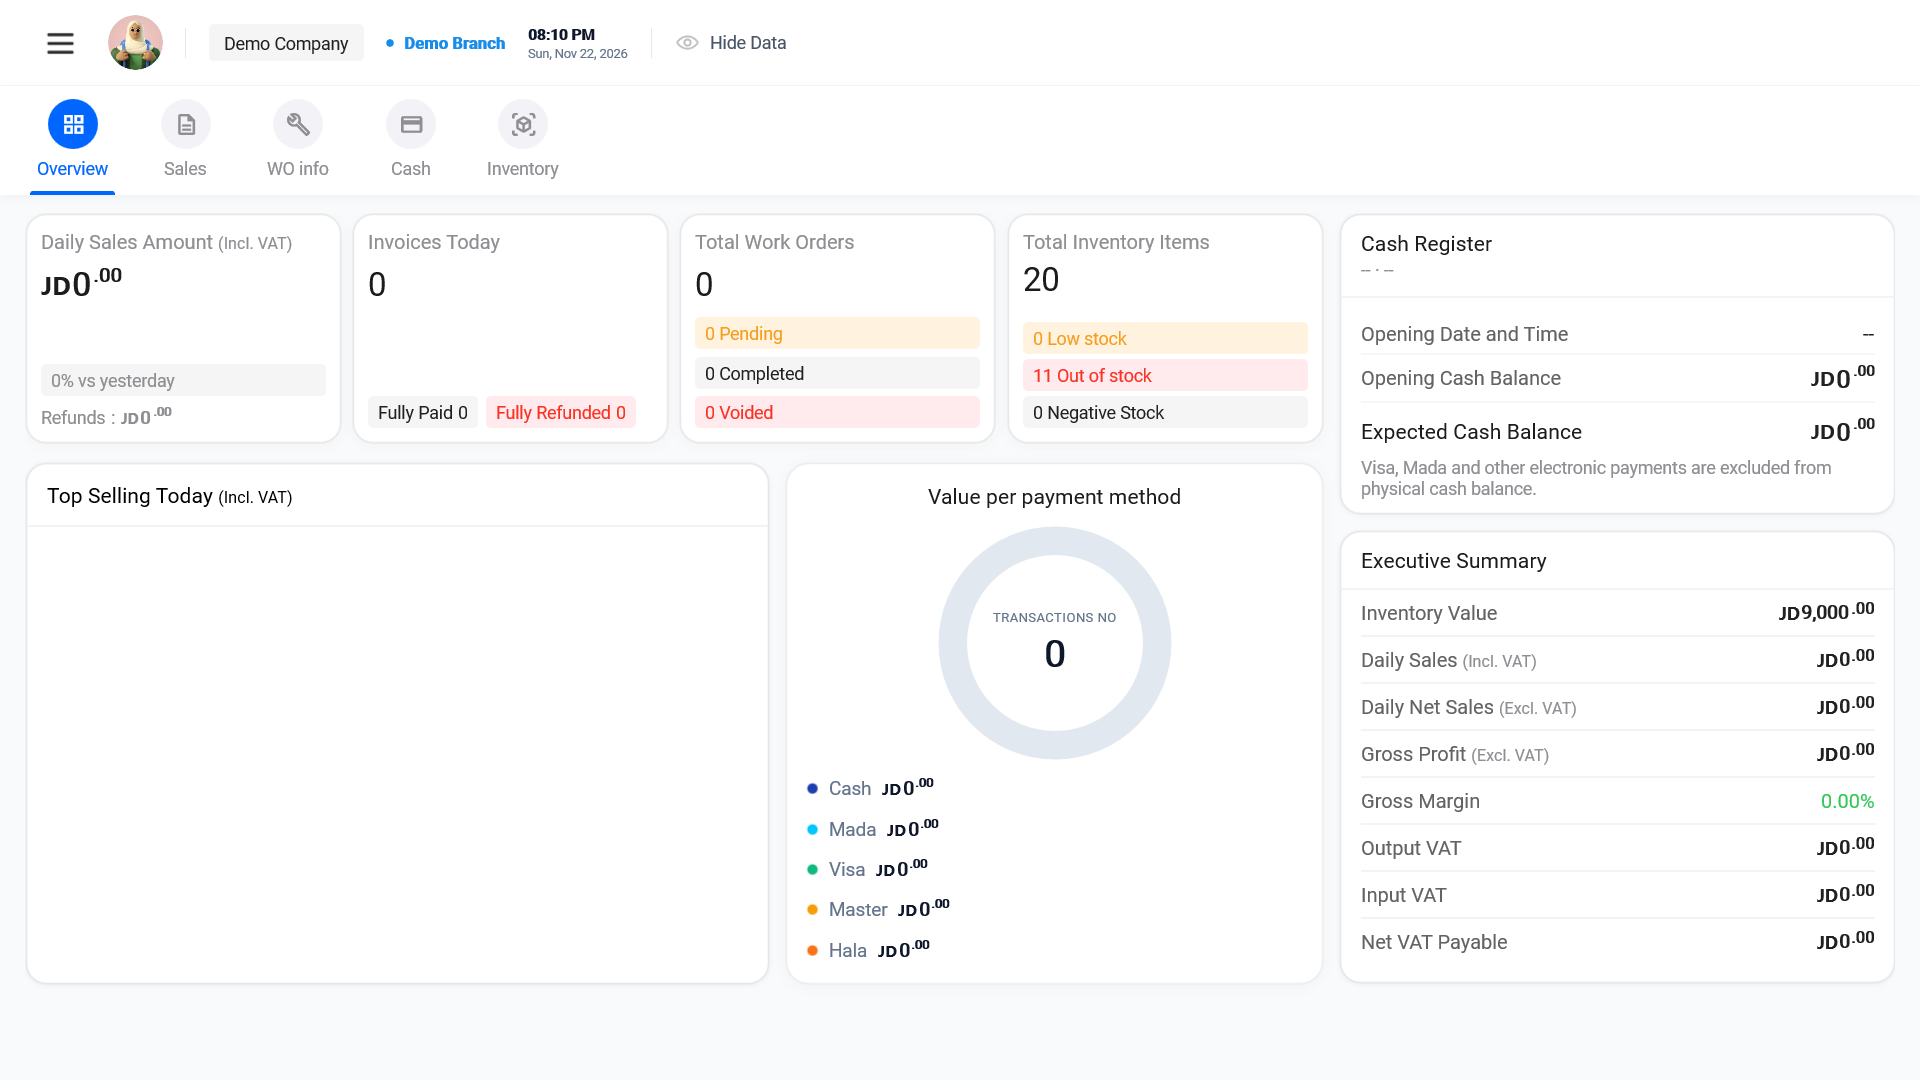 Demo Company
Demo Branch
08:10 PM
Sun, Nov 22, 2026
Hide Data
Overview
Sales
WO info
Cash
Inventory
Daily Sales Amount (Incl. VAT)
JD0.00
0% vs yesterday
Refunds : JD0.00
Invoices Today
0
Fully Paid 0
Fully Refunded 0
Total Work Orders
0
0 Pending
0 Completed
0 Voided
Total Inventory Items
20
0 Low stock
11 Out of stock
0 Negative Stock
Cash Register
-- · --
Opening Date and Time --
Opening Cash Balance JD0.00
Expected Cash Balance JD0.00
Visa, Mada and other electronic payments are excluded from
physical cash balance.
Top Selling Today (Incl. VAT)
Value per payment method
TRANSACTIONS NO
0
Cash JD0.00
Mada JD0.00
Visa JD0.00
Master JD0.00
Hala JD0.00
Executive Summary
Inventory Value JD9,000.00
Daily Sales (Incl. VAT) JD0.00
Daily Net Sales (Excl. VAT) JD0.00
Gross Profit (Excl. VAT) JD0.00
Gross Margin 0.00%
Output VAT JD0.00
Input VAT JD0.00
Net VAT Payable JD0.00